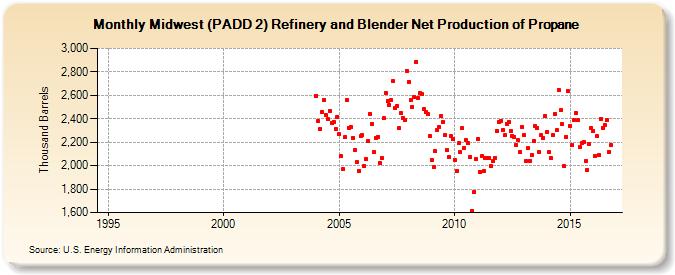 Monthly Midwest (PADD 2) Refinery and Blender Net Production of Propane
Thousand Barrels
3,000
2,800
2,600
2,400
2,200
2,000
1,800
1,600
1995 2000 2005 2010 2015
Source: U.S. Energy Information Administration